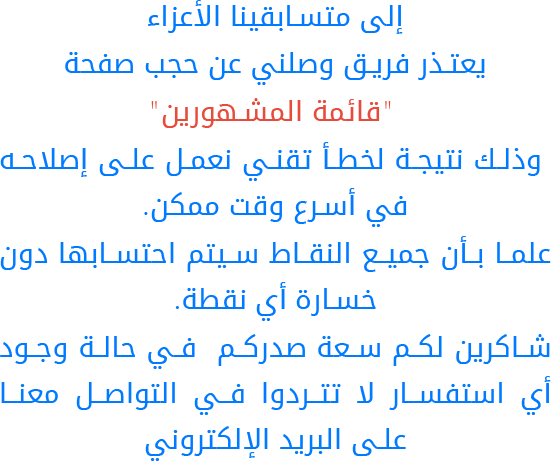 إلى متسابقينا الأعزاء
يعتذر فريق وصلني عن حجب صفحة
"قائمة المشهورين"
وذلك نتيجة لخطأ تقني نعمل على إصلاحه
في أسرع وقت ممكن.
علما بأن جميع النقاط سيتم احتسابها دون
خسارة أي نقطة.
شاكرين لكم سعة صدركم في حالة وجود
أي استفسار لا تتردوا في التواصل معنا
على البريد الإلكتروني